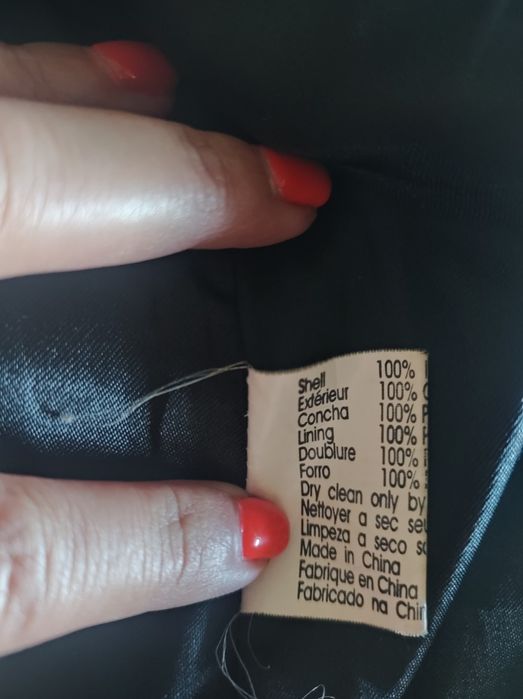 Shell 100%
Extérieur 100%
Concha 100%
Lining 100%
Doublure 100%
Forro 100%
Dry clean only by
Nettoyer a sec
Limpeza a seco
Made in China
Fabrique en China
Fabricado na